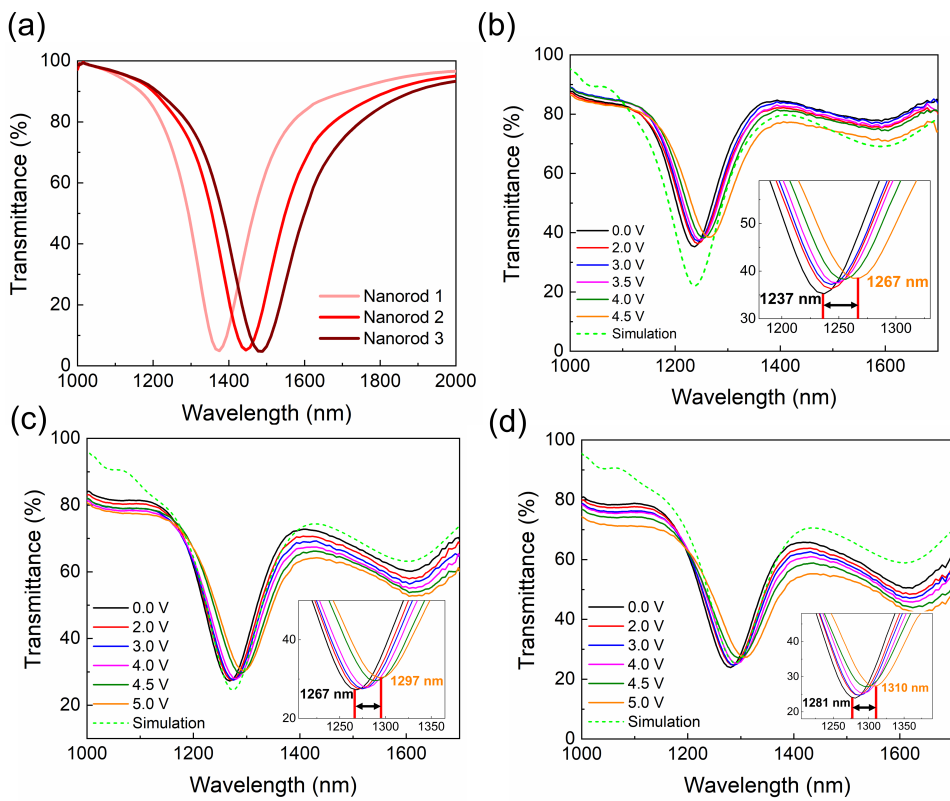 (a)
100
80
60
40
20
0
Transmittance (%)
Nanorod 1
Nanorod 2
Nanorod 3
1000 1200 1400 1600 1800 2000
Wavelength (nm)
(b)
100
80
60
40
20
0
Transmittance (%)
0.0 V
2.0 V
3.0 V
3.5 V
4.0 V
4.5 V
Simulation
50
40
30
1237 nm
1267 nm
1200 1250 1300
1000 1200 1400 1600
Wavelength (nm)
(c)
100
80
60
40
20
Transmittance (%)
0.0 V
2.0 V
3.0 V
4.0 V
4.5 V
5.0 V
Simulation
40
20
1267 nm
1297 nm
1250 1300 1350
1000 1200 1400 1600
Wavelength (nm)
(d)
100
80
60
40
20
0
Transmittance (%)
0.0 V
2.0 V
3.0 V
4.0 V
4.5 V
5.0 V
Simulation
40
30
20
1281 nm
1310 nm
1250 1300 1350
1000 1200 1400 1600
Wavelength (nm)